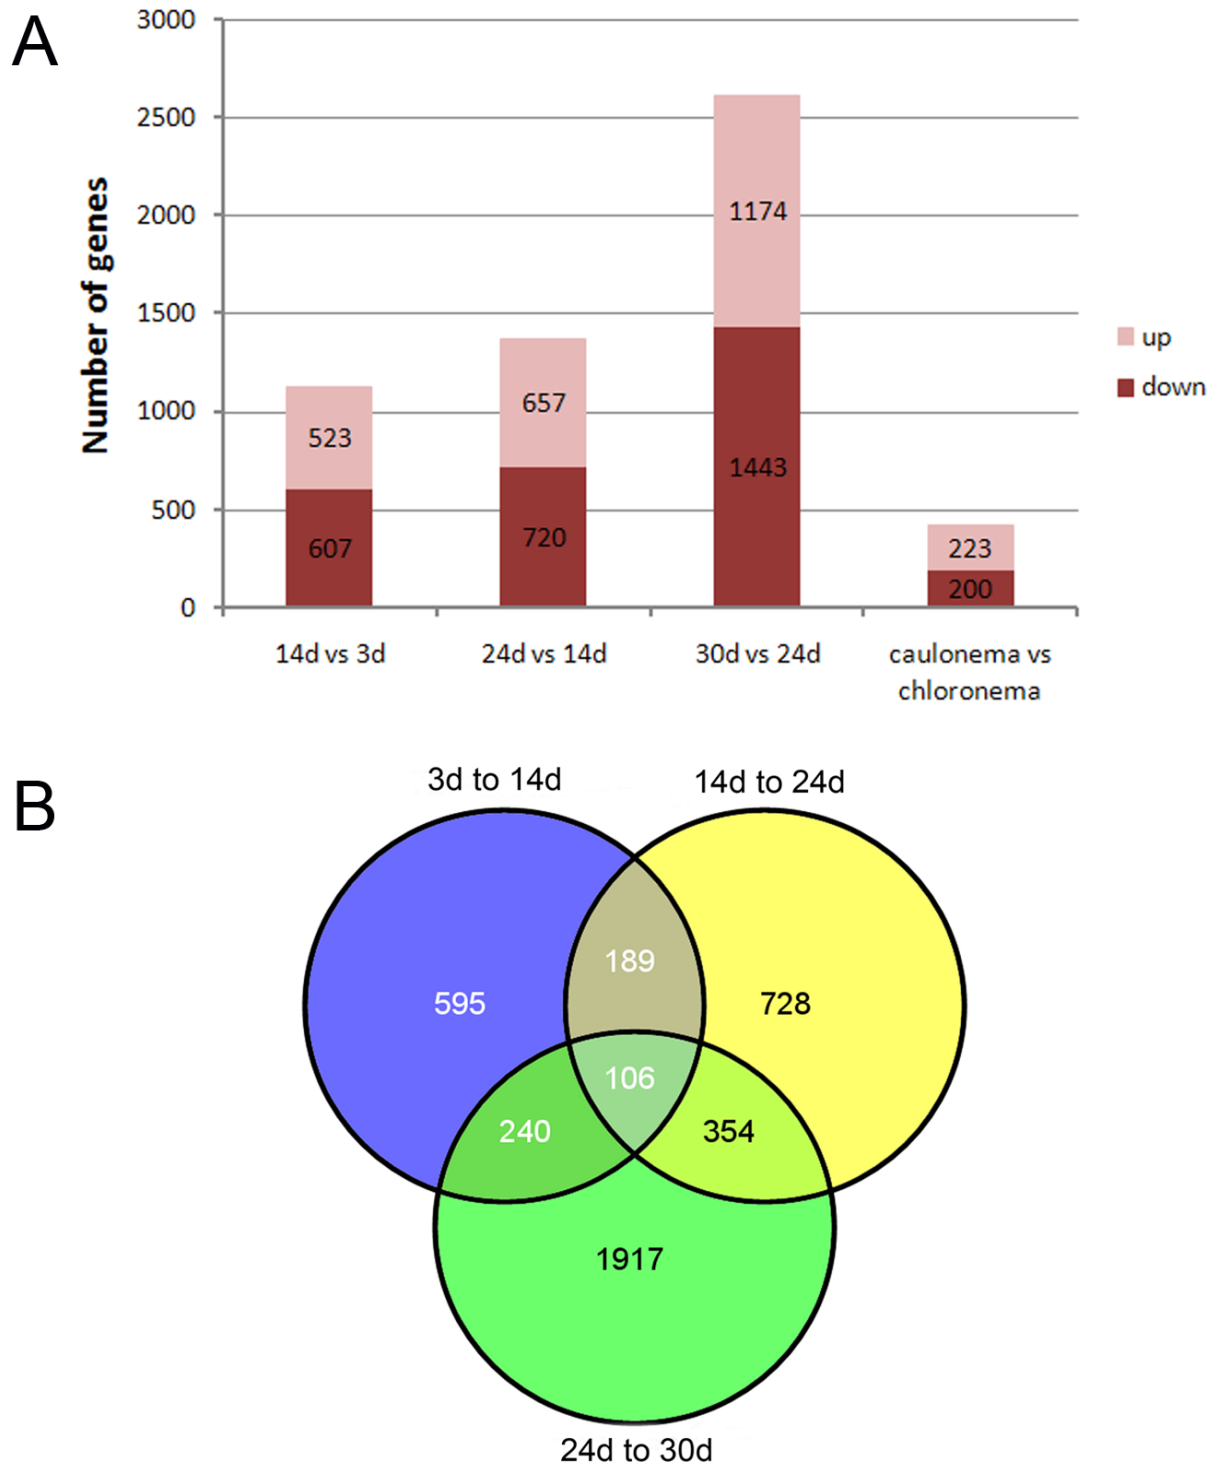 A
3000
2500
2000
1500
1000
500
0
Number of genes
523
607
657
720
1174
1443
223
200
up
down
14d vs 3d
24d vs 14d
30d vs 24d
caulonema vs
chloronema
B
3d to 14d
14d to 24d
189
595
728
106
240
354
1917
24d to 30d